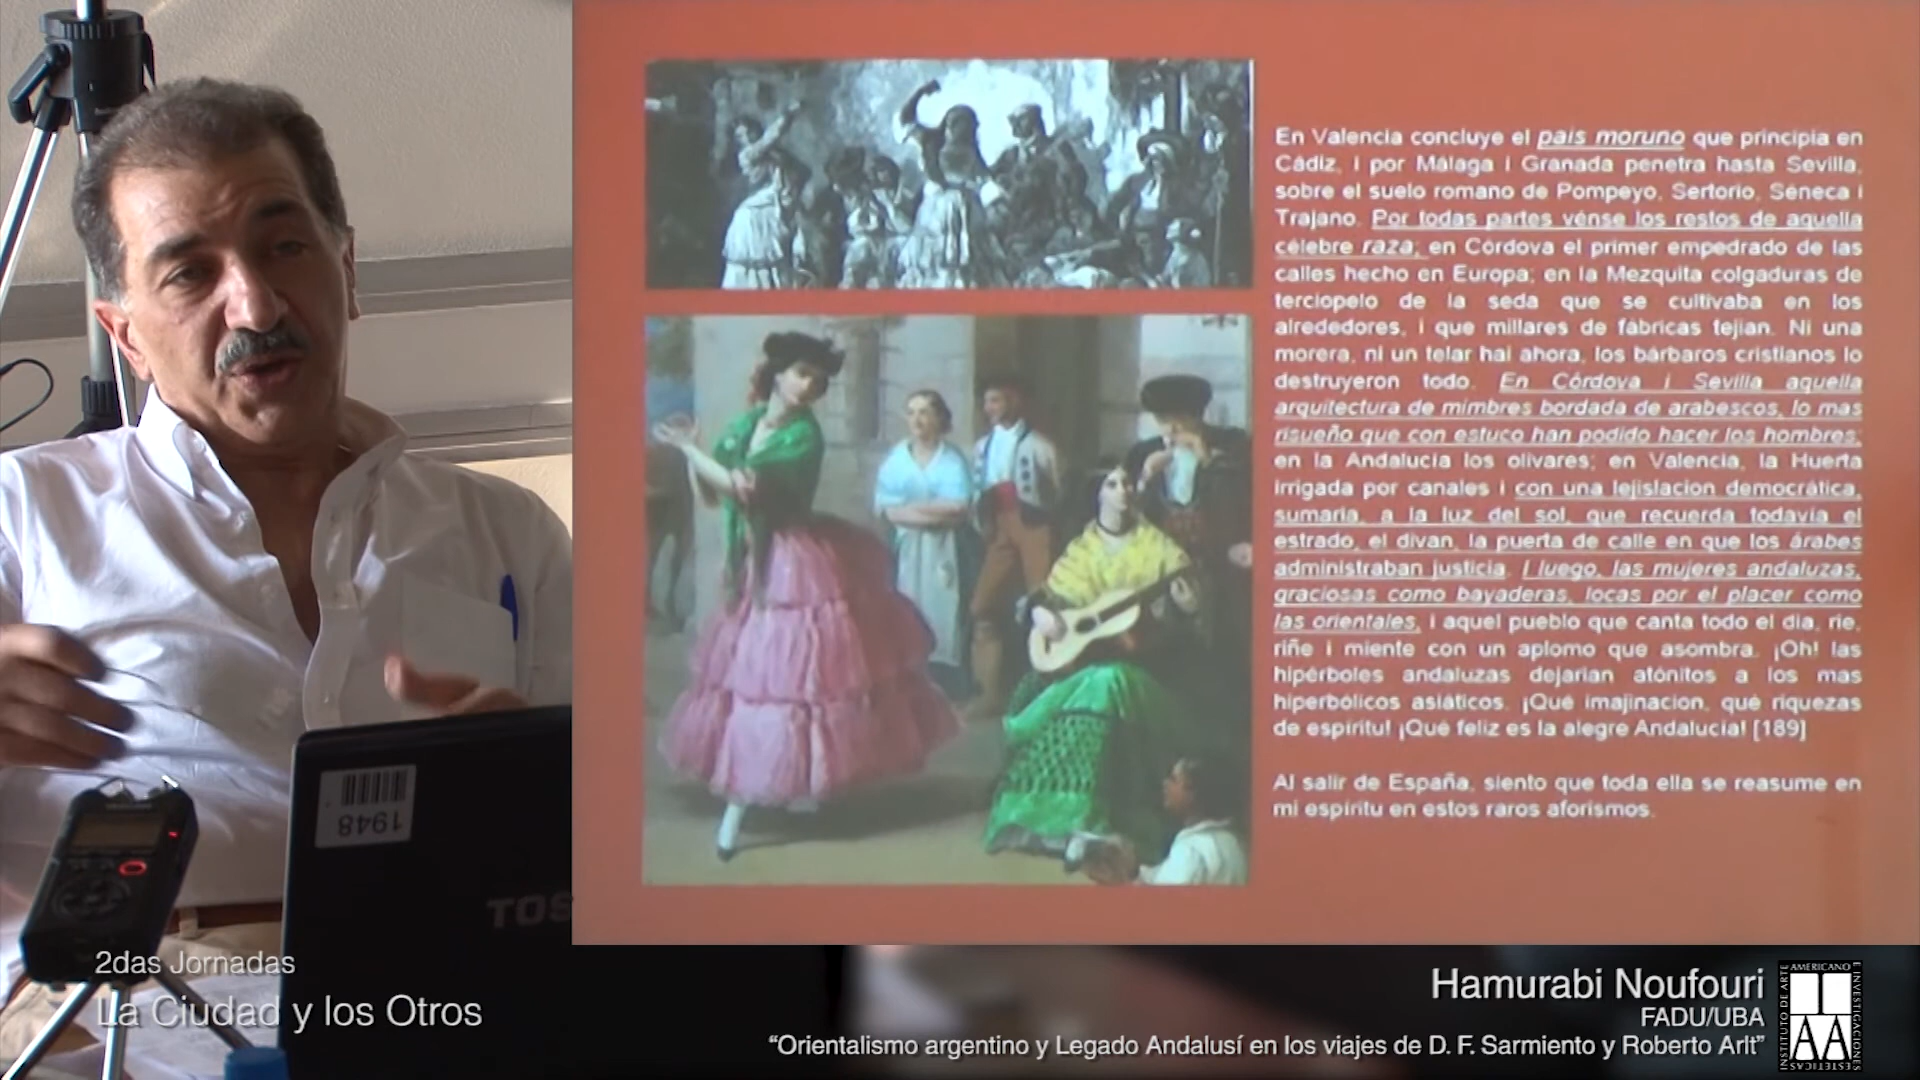 En Valencia concluye el pais moruno que principia en
Cádiz, i por Málaga i Granada penetra hasta Sevilla,
sobre el suelo romano de Pompeyo, Sertorio, Séneca i
Trajano. Por todas partes vénse los restos de aquella
célebre raza; en Córdova el primer empedrado de las
calles hecho en Europa; en la Mezquita colgaduras de
terciopelo de la seda que se cultivaba en los
alrededores, i que millares de fábricas tejian. Ni una
morera, ni un telar hai ahora, los bárbaros cristianos lo
destruyeron todo. En Córdova i Sevilla aquella
arquitectura de mimbres bordada de arabescos, lo mas
risueño que con estuco han podido hacer los hombres;
en la Andalucía los olivares; en Valencia, la Huerta
irrigada por canales i con una lejislacion democrática,
sumaria, a la luz del sol, que recuerda todavía el
estrado, el divan, la puerta de calle en que los árabes
administraban justicia. I luego, las mujeres andaluzas,
graciosas como bayaderas, locas por el placer como
las orientales, i aquel pueblo que canta todo el dia, rie,
riñe i miente con un aplomo que asombra. ¡Oh! las
hipérboles andaluzas dejarian atónitos a los mas
hiperbólicos asiáticos. ¡Qué imajinacion, qué riquezas
de espíritu! ¡Qué feliz es la alegre Andalucía! [189]
Al salir de España, siento que toda ella se reasume en
mi espíritu en estos raros aforismos.
1948
TOS
2das Jornadas
La Ciudad y los Otros
Hamurabi Noufouri
FADU/UBA
“Orientalismo argentino y Legado Andalusí en los viajes de D. F. Sarmiento y Roberto Arlt”
INSTITUTO DE ARTE
AMERICANO
E INVESTIGACIONES
ESTETICAS
IAA